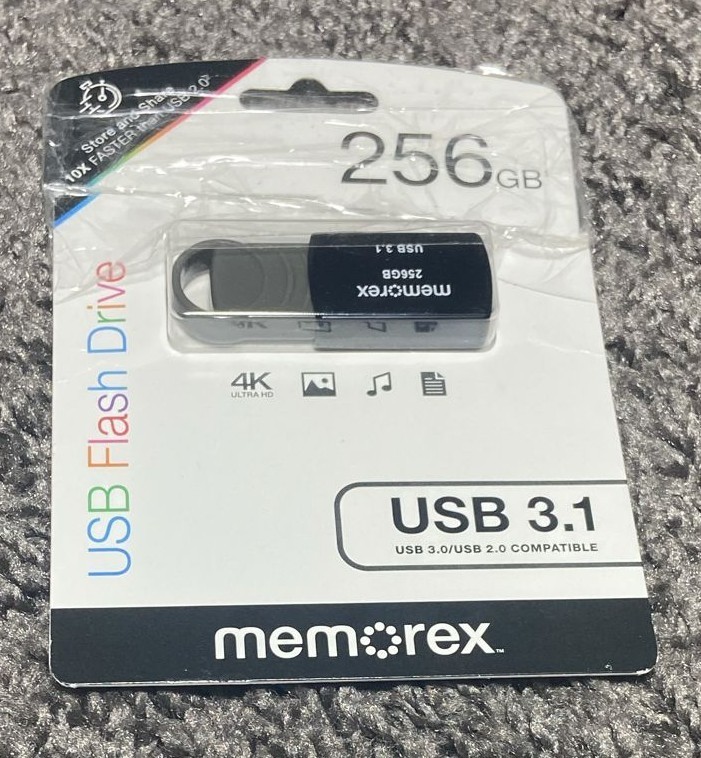 Store and Share
10X FASTER than USB 2.0*
256GB
USB 3.1
256GB
memorex
4K
ULTRA HD
USB Flash Drive
USB 3.1
USB 3.0/USB 2.0 COMPATIBLE
memorex™